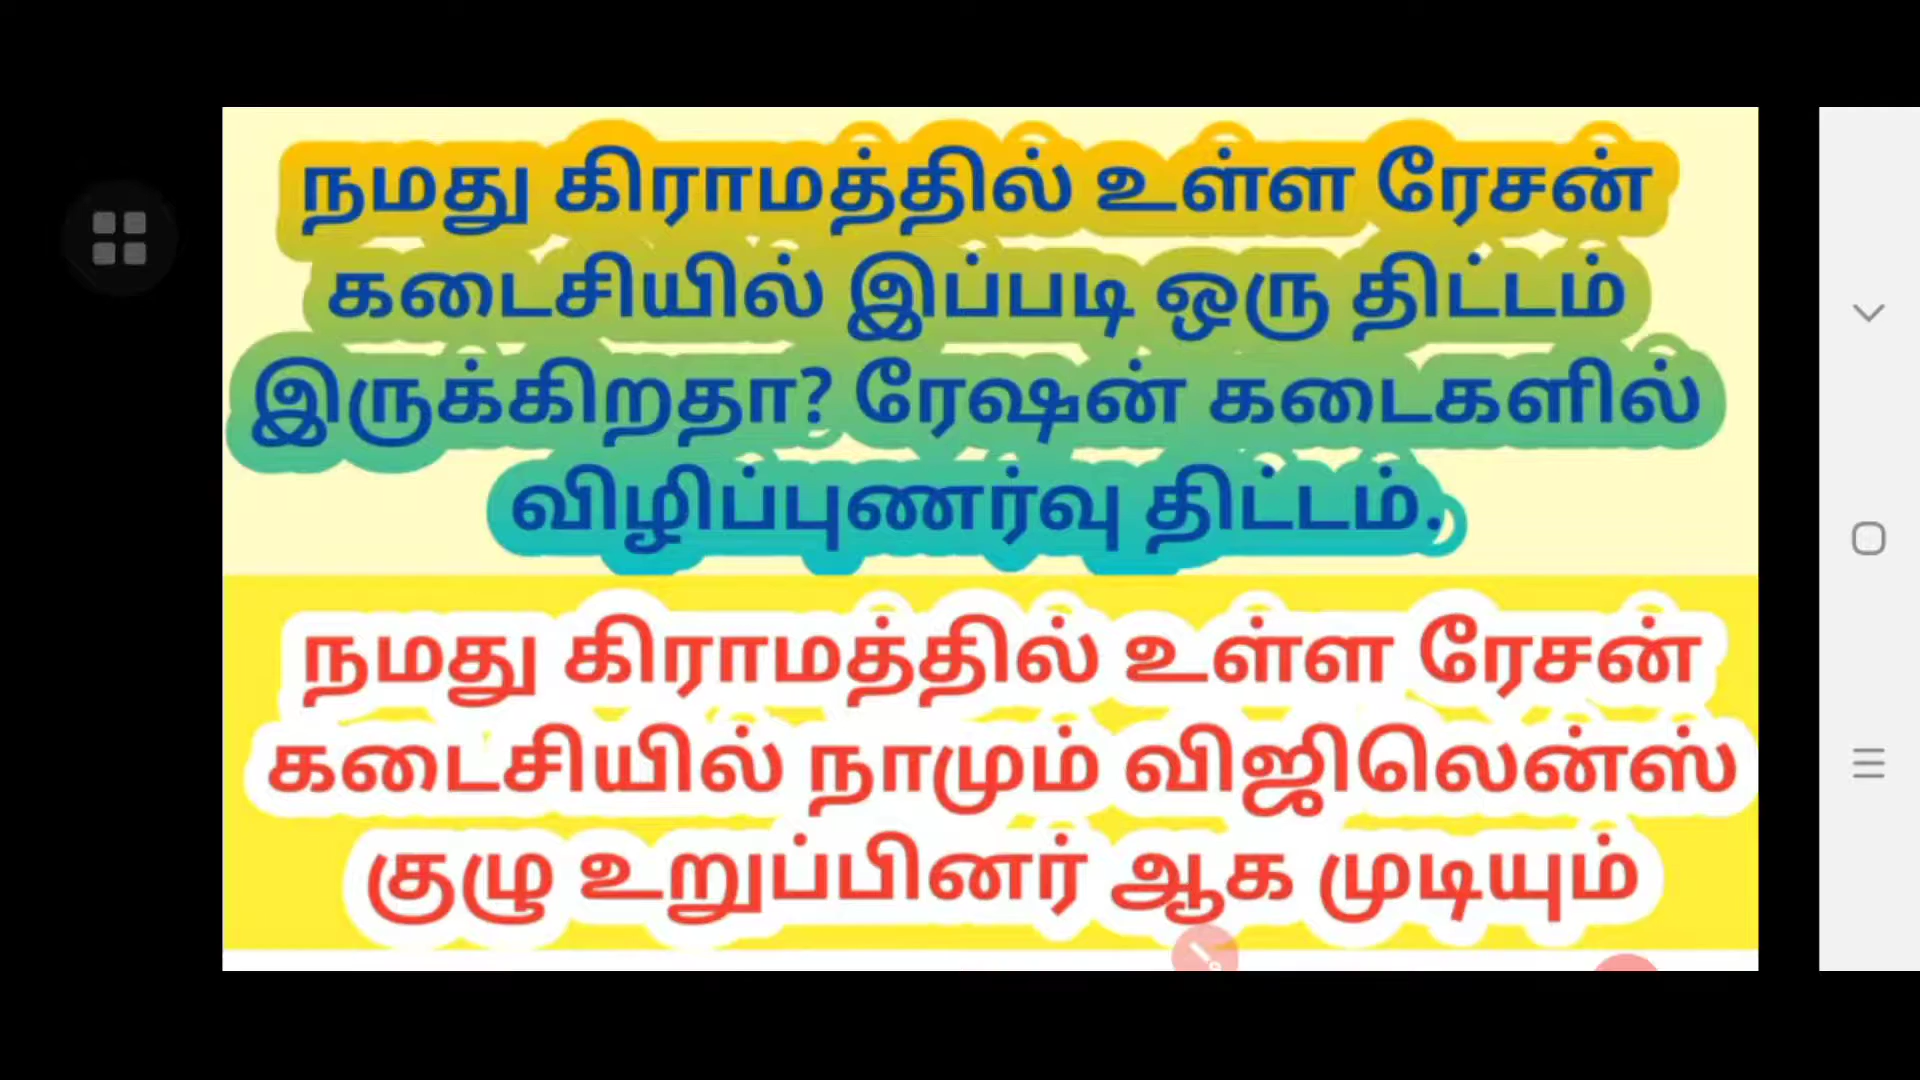 நமது கிராமத்தில் உள்ள ரேசன்
கடைசியில் இப்படி ஒரு திட்டம்
இருக்கிறதா? ரேஷன் கடைகளில்
விழிப்புணர்வு திட்டம்.
நமது கிராமத்தில் உள்ள ரேசன்
கடைசியில் நாமும் விஜிலென்ஸ்
குழு உறுப்பினர் ஆக முடியும்